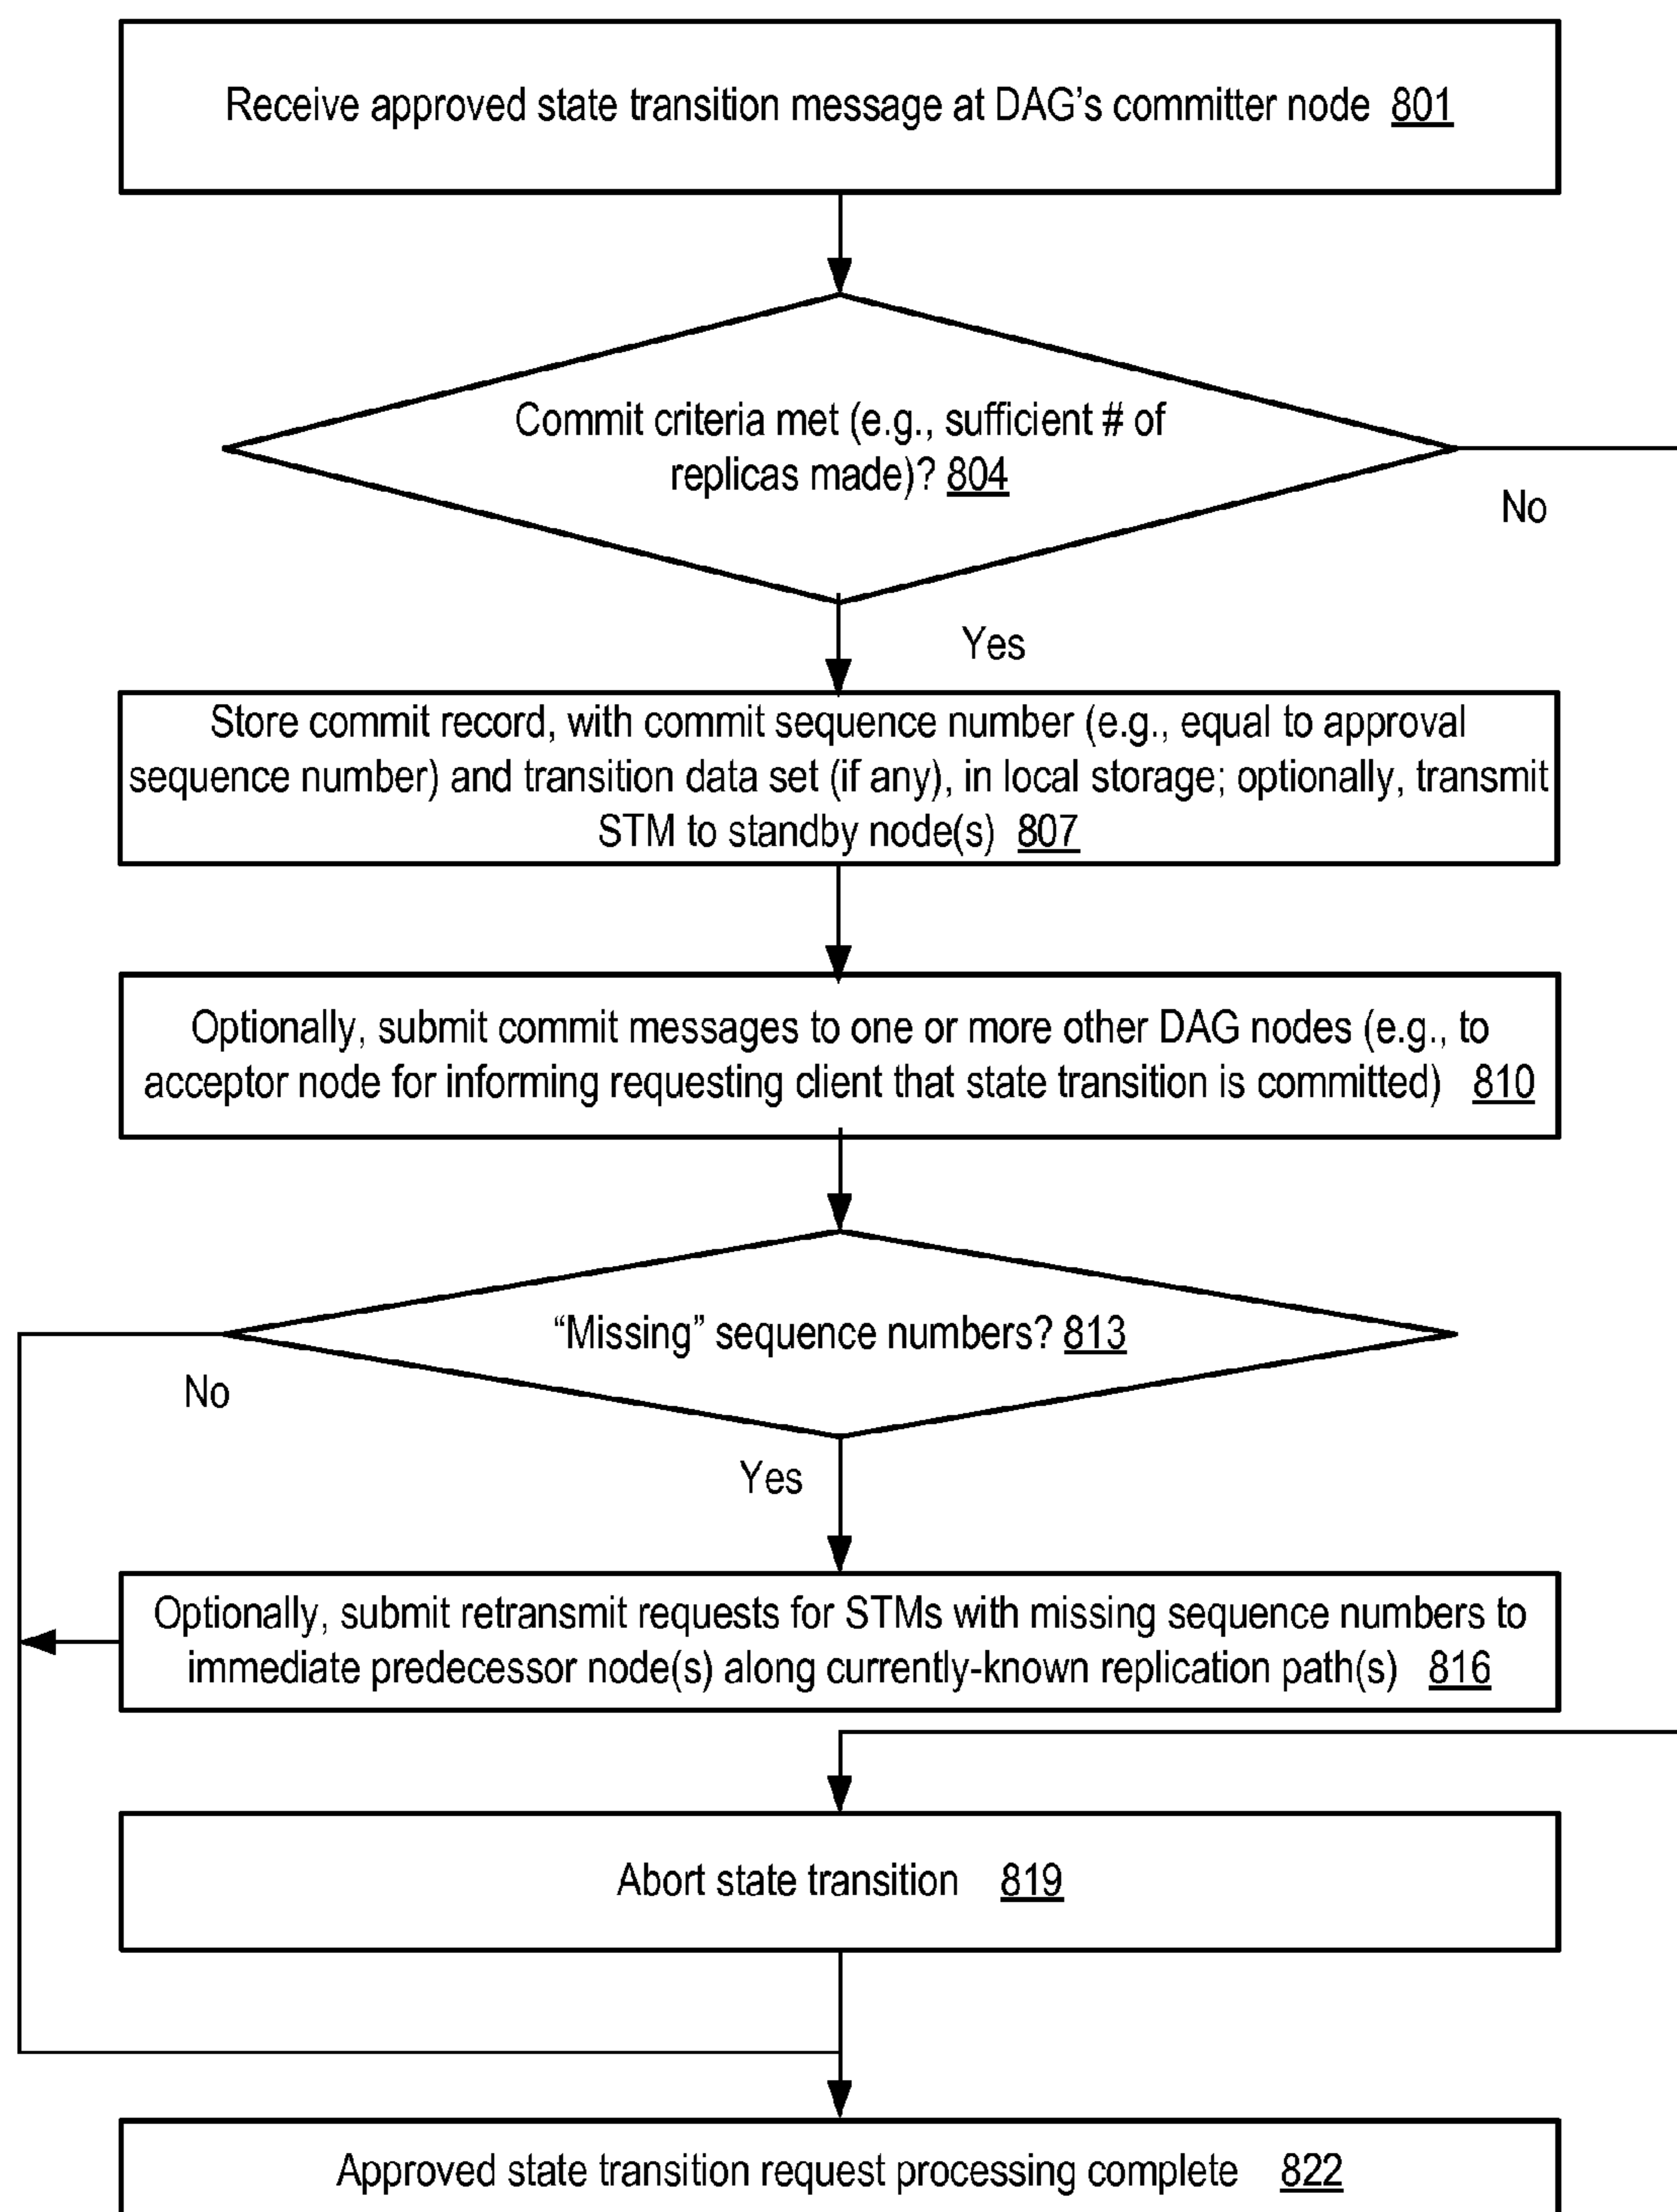 Receive approved state transition message at DAG’s committer node 801
Commit criteria met (e.g., sufficient # of
replicas made)? 804
No
Yes
Store commit record, with commit sequence number (e.g., equal to approval
sequence number) and transition data set (if any), in local storage; optionally, transmit
STM to standby node(s) 807
Optionally, submit commit messages to one or more other DAG nodes (e.g., to
acceptor node for informing requesting client that state transition is committed) 810
“Missing” sequence numbers? 813
No
Yes
Optionally, submit retransmit requests for STMs with missing sequence numbers to
immediate predecessor node(s) along currently-known replication path(s) 816
Abort state transition 819
Approved state transition request processing complete 822